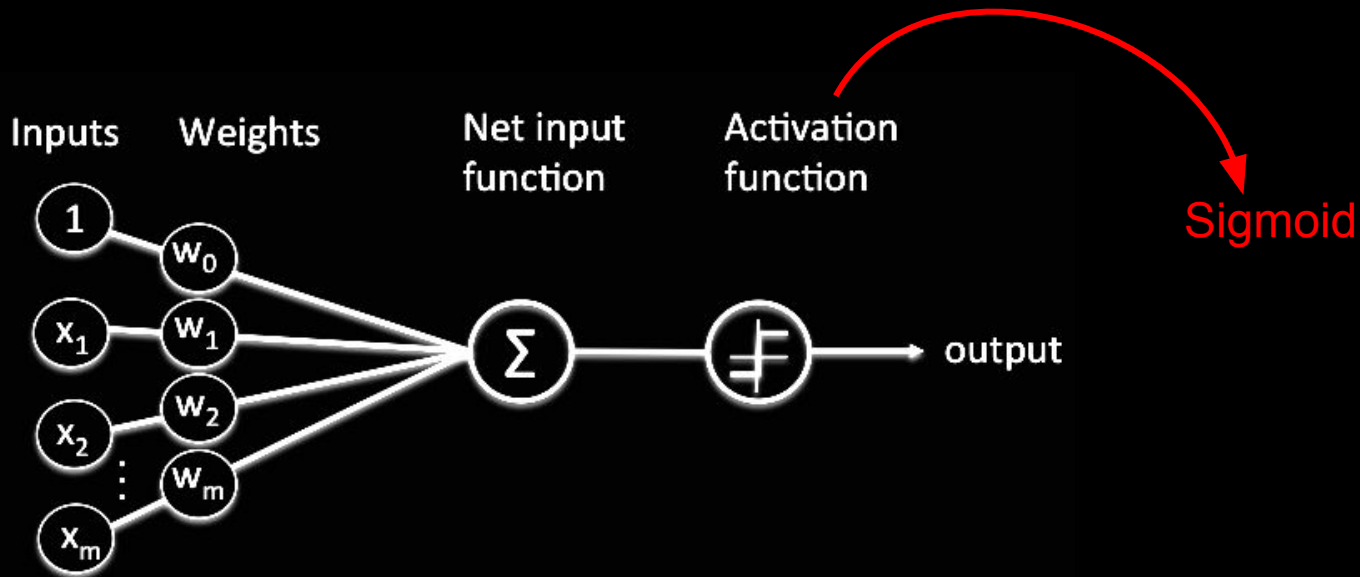 Inputs
Weights
Net input
function
Activation
function
Sigmoid
1
w₀
x₁
w₁
x₂
w₂
⋮
xₘ
wₘ
Σ
output